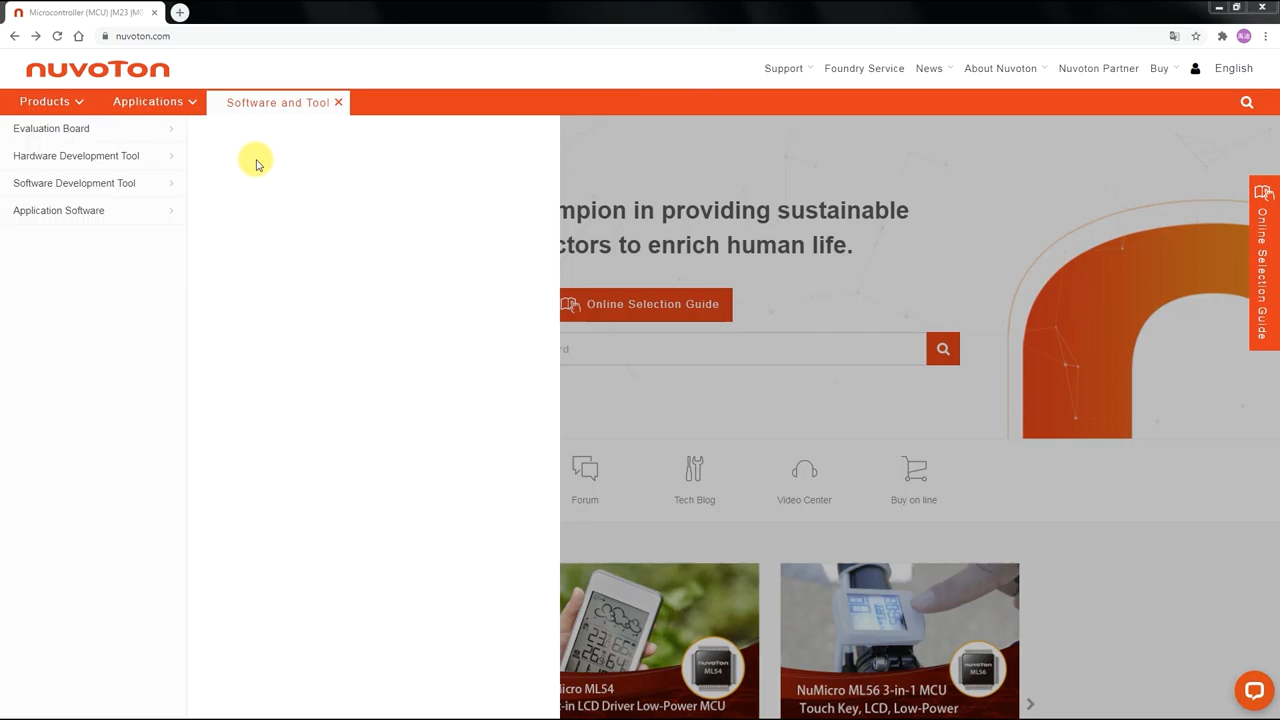 Microcontroller (MCU) |M23 |M0
nuvoton.com
nuvoTon
Support
Foundry Service
News
About Nuvoton
Nuvoton Partner
Buy
English
Products
Applications
Software and Tool
Evaluation Board
Hardware Development Tool
Software Development Tool
Application Software
mpion in providing sustainable
ctors to enrich human life.
Online Selection Guide
rd
Online Selection Guide
Forum
Tech Blog
Video Center
Buy on line
nuvoTon
ML54
icro ML54
-in LCD Driver Low-Power MCU
nuvoTon
ML56
NuMicro ML56 3-in-1 MCU
Touch Key, LCD, Low-Power